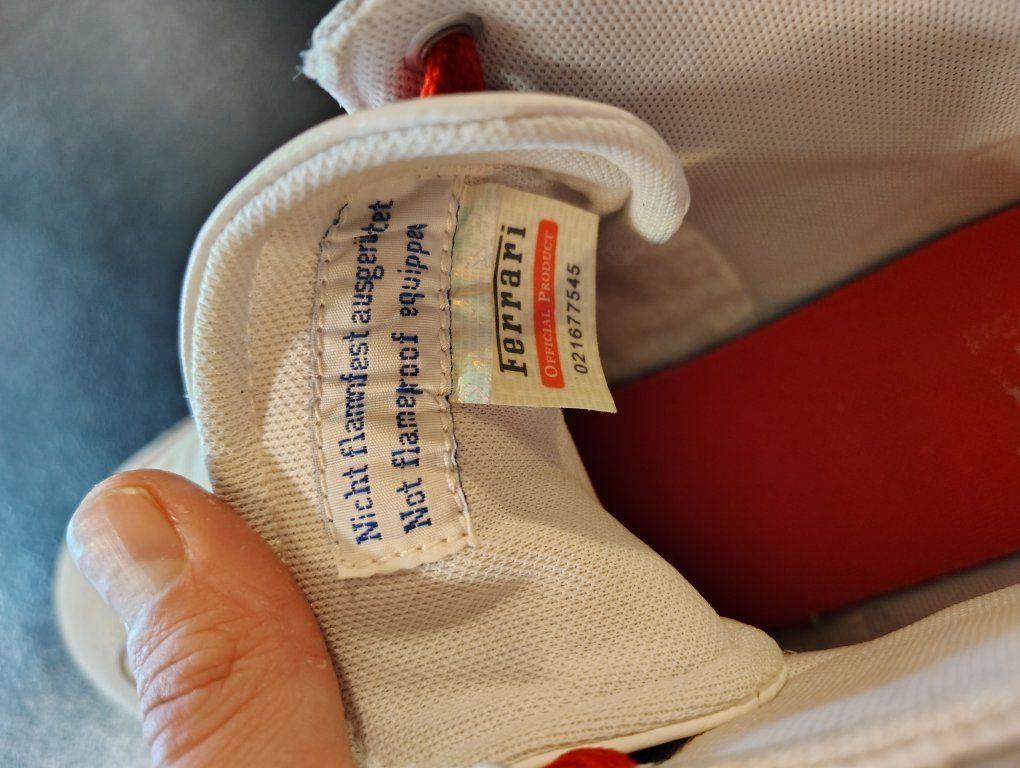 Nicht flammfest ausgerüstet
Not flameproof equipped
Ferrari
OFFICIAL PRODUCT
021677545